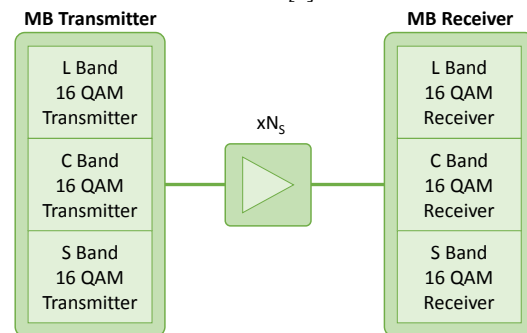 MB Transmitter
L Band
16 QAM
Transmitter
C Band
16 QAM
Transmitter
S Band
16 QAM
Transmitter
xNS
MB Receiver
L Band
16 QAM
Receiver
C Band
16 QAM
Receiver
S Band
16 QAM
Receiver